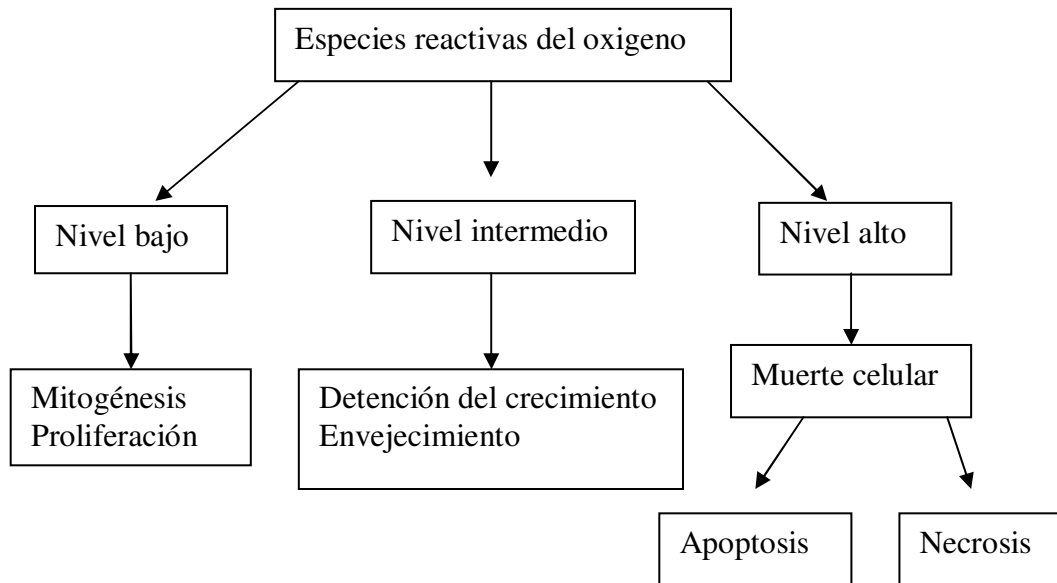 Especies reactivas del oxigeno
Nivel bajo
Nivel intermedio
Nivel alto
Mitogénesis
Proliferación
Detención del crecimiento
Envejecimiento
Muerte celular
Apoptosis
Necrosis